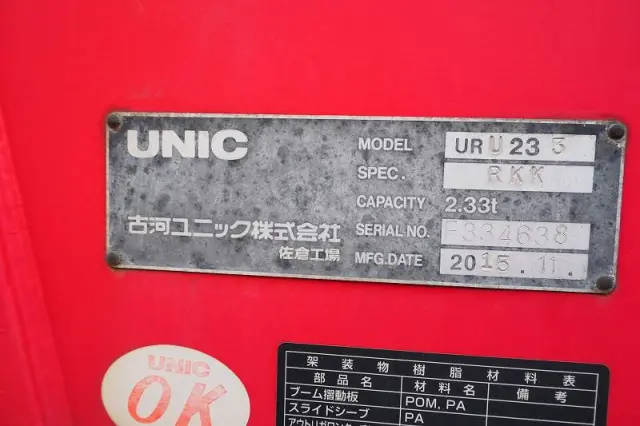 UNIC
MODEL URU233
SPEC. RKK
CAPACITY 2.33t
古河ユニック株式会社 SERIAL NO. F334638
佐倉工場 MFG.DATE 2015.11.
UNIC
OK
架装物樹脂材料表
部品名 材料名 備考
ブーム摺動板 POM, PA
スライドシーブ PA